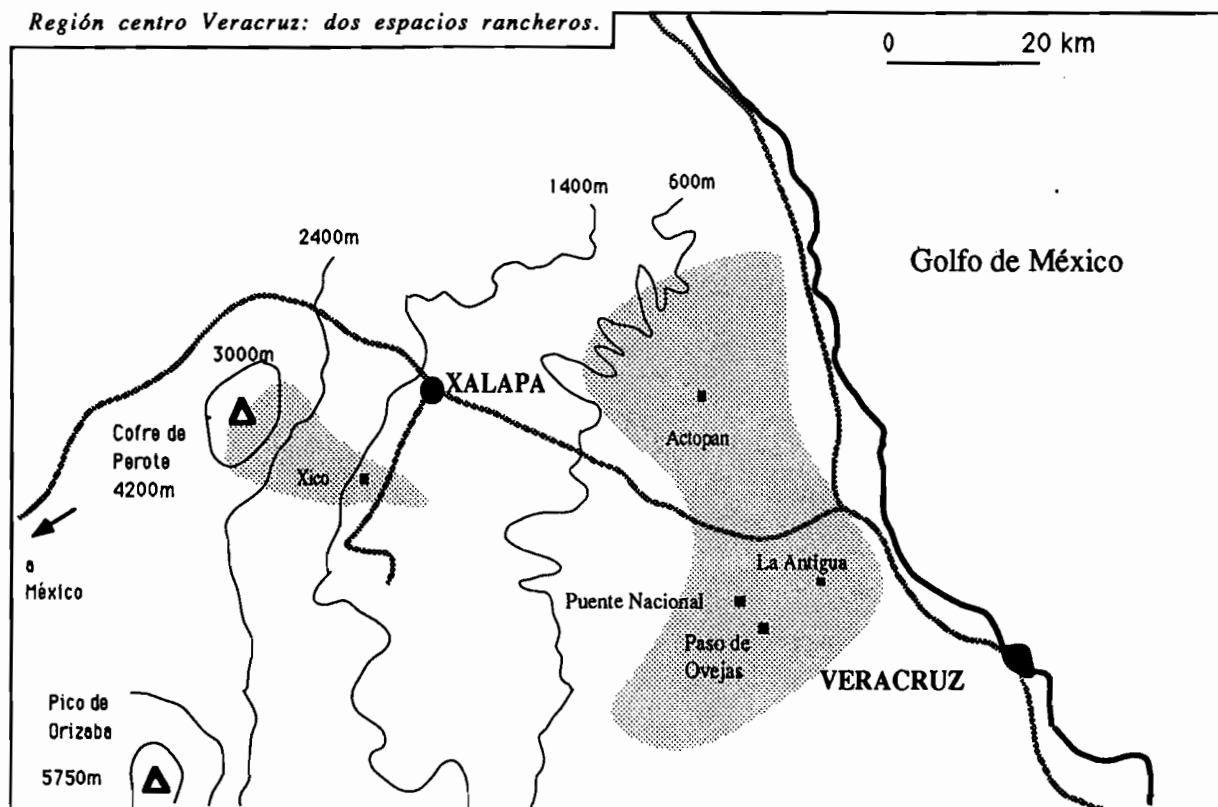 Región centro Veracruz: dos espacios rancheros.
0 20 km
1400m
600m
2400m
Golfo de México
3000m
XALAPA
Cofre de
Perote
4200m
Actopan
Xico
a
México
La Antigua
Puente Nacional
Paso de
Ovejas
VERACRUZ
Pico de
Orizaba
5750m